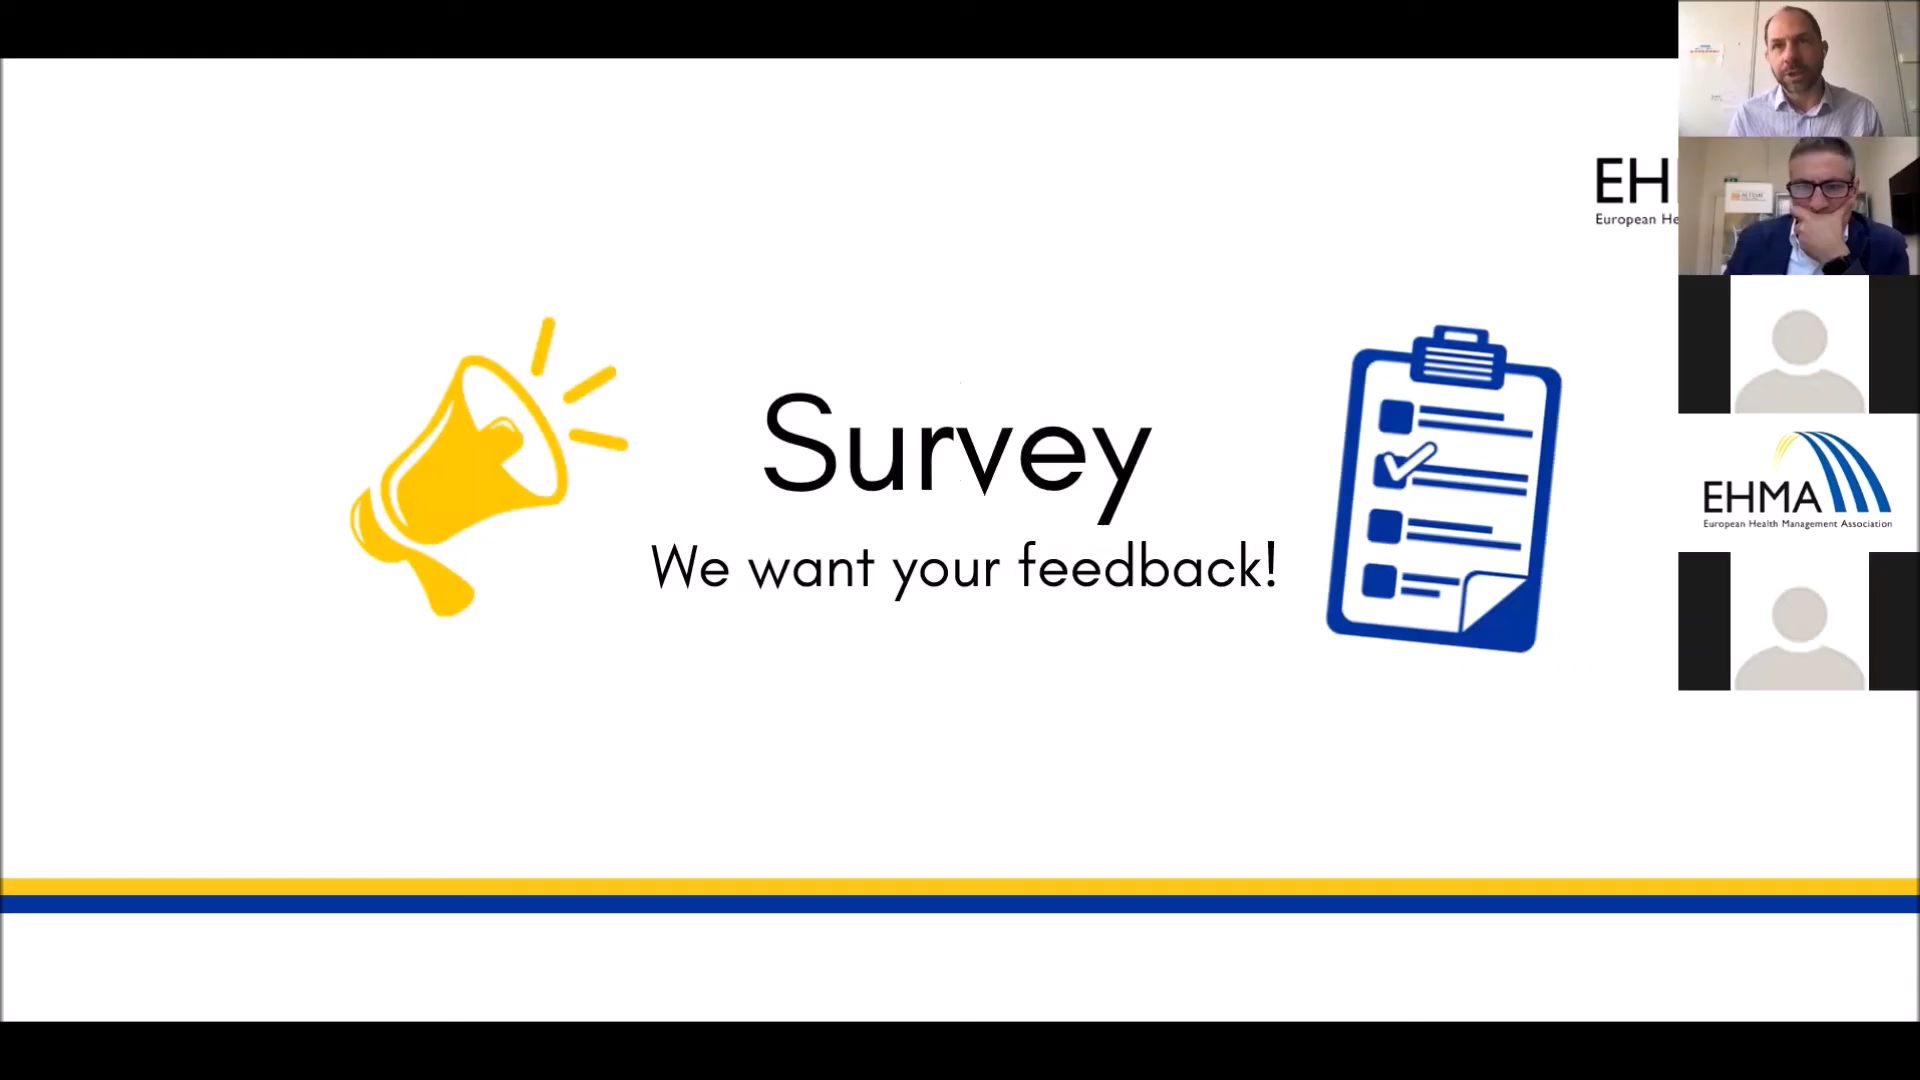 EH
European He
Survey
We want your feedback!
EHMA
European Health Management Association